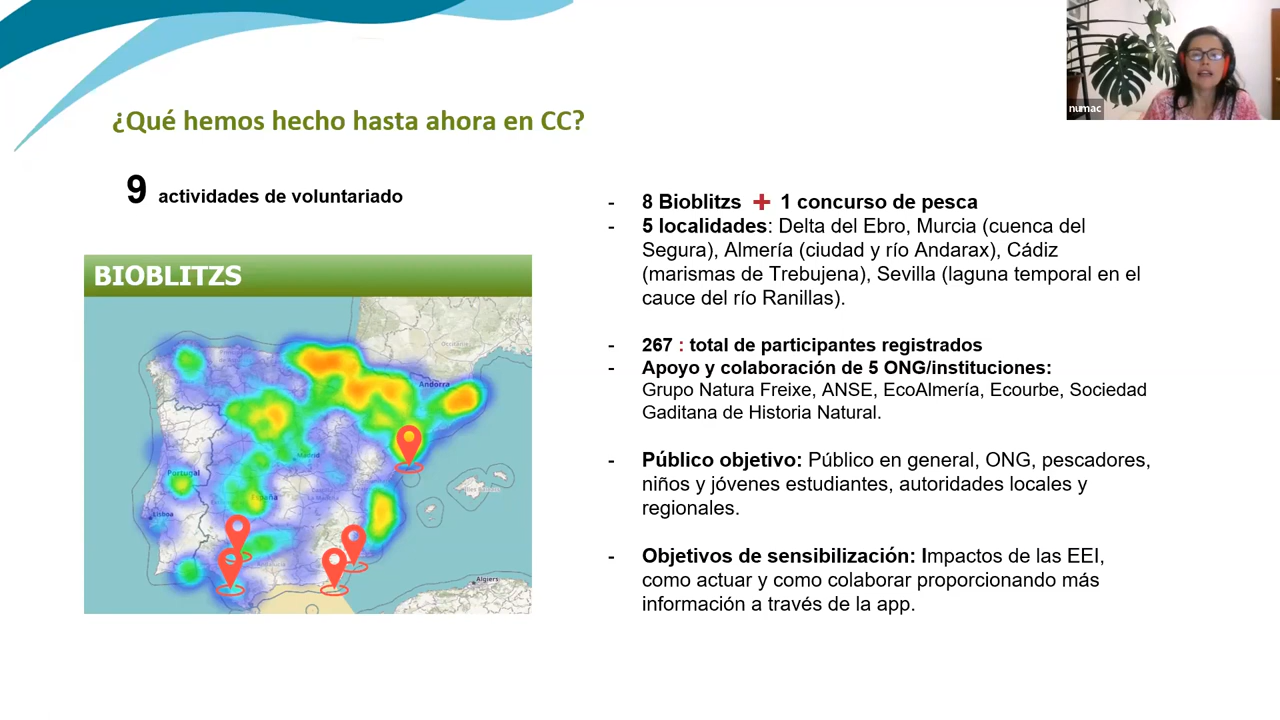 numac
¿Qué hemos hecho hasta ahora en CC?
9 actividades de voluntariado
BIOBLITZS
Andorra
Madrid
Portugal
España
Lisboa
Algiers
- 8 Bioblitzs + 1 concurso de pesca
- 5 localidades: Delta del Ebro, Murcia (cuenca del
Segura), Almería (ciudad y río Andarax), Cádiz
(marismas de Trebujena), Sevilla (laguna temporal en el
cauce del río Ranillas).
- 267 : total de participantes registrados
- Apoyo y colaboración de 5 ONG/instituciones:
Grupo Natura Freixe, ANSE, EcoAlmería, Ecourbe, Sociedad
Gaditana de Historia Natural.
- Público objetivo: Público en general, ONG, pescadores,
niños y jóvenes estudiantes, autoridades locales y
regionales.
- Objetivos de sensibilización: Impactos de las EEI,
como actuar y como colaborar proporcionando más
información a través de la app.